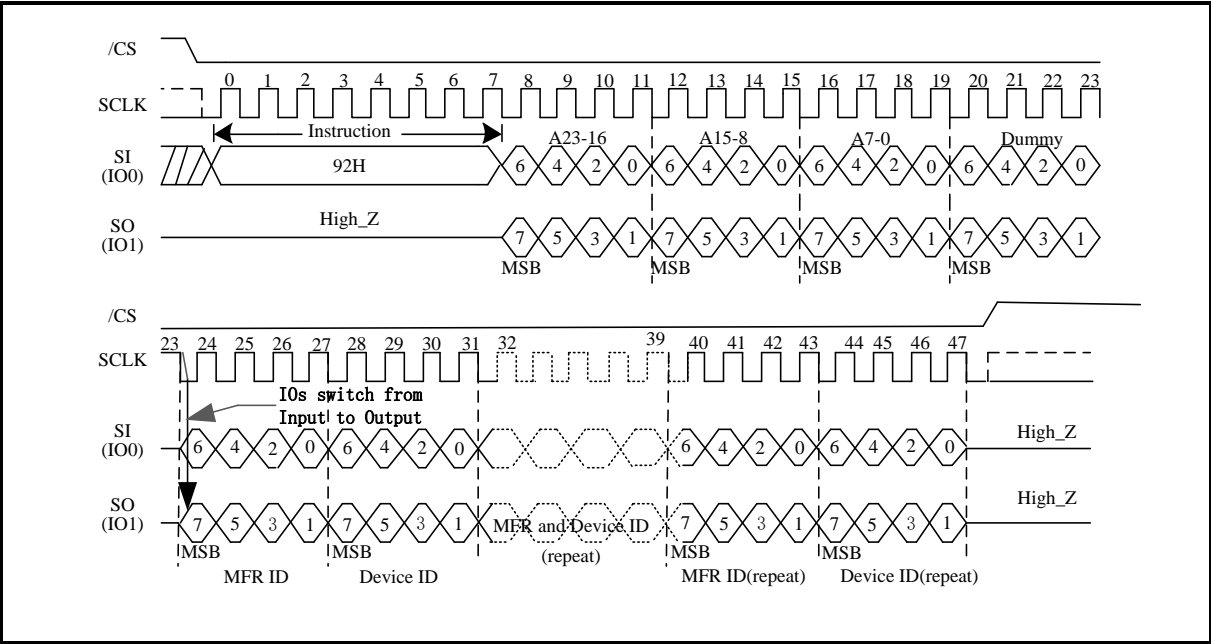 /CS
0 1 2 3 4 5 6 7 8 9 10 11 12 13 14 15 16 17 18 19 20 21 22 23
SCLK
Instruction A23-16 A15-8 A7-0 Dummy
SI
(IO0)
92H 6 4 2 0 6 4 2 0 6 4 2 0 6 4 2 0
High_Z
SO
(IO1)
7 5 3 1 7 5 3 1 7 5 3 1 7 5 3 1
MSB MSB MSB MSB
/CS
23 24 25 26 27 28 29 30 31 32 39 40 41 42 43 44 45 46 47
SCLK
IOs switch from
Input to Output
SI
(IO0)
6 4 2 0 6 4 2 0 6 4 2 0 6 4 2 0 High_Z
SO
(IO1)
7 5 3 1 7 5 3 1 MFR and Device ID 7 5 3 1 7 5 3 1 High_Z
MSB MSB (repeat) MSB MSB
MFR ID Device ID MFR ID(repeat) Device ID(repeat)